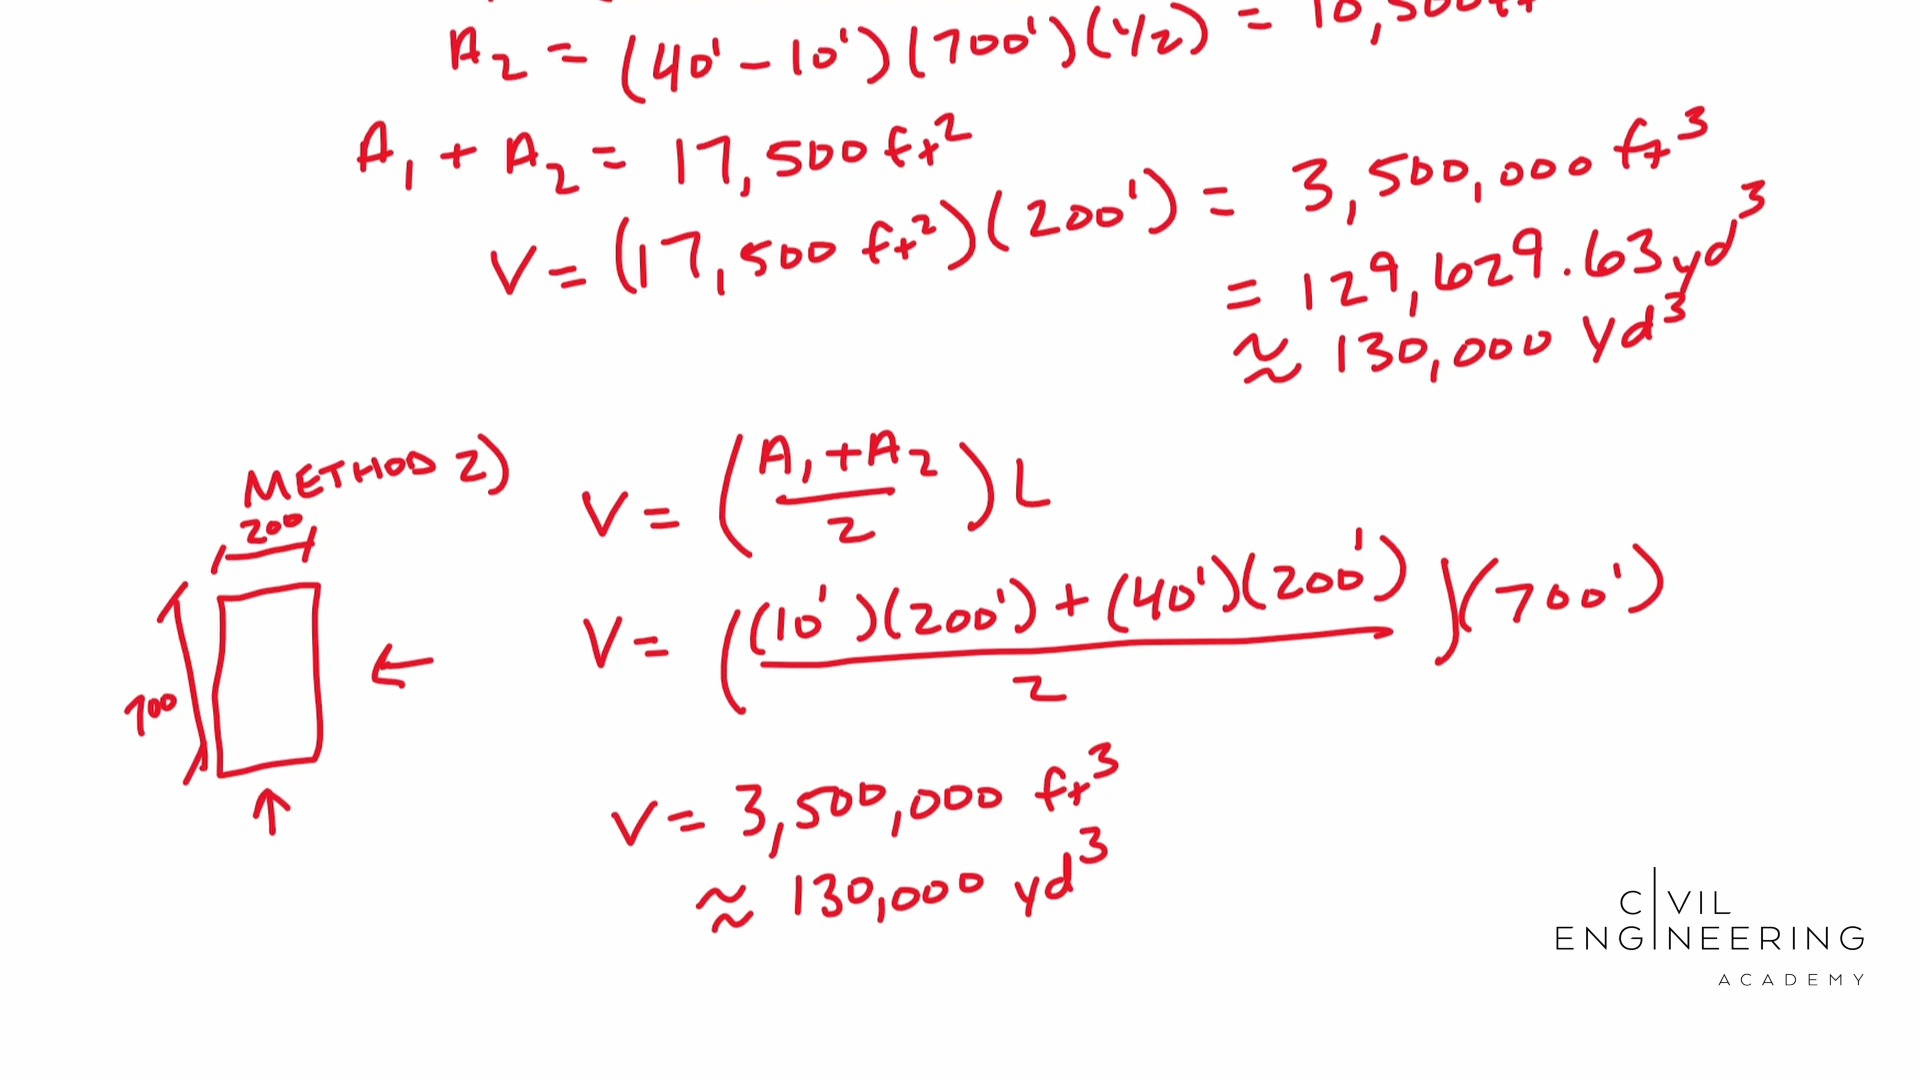 A₂ = (40' - 10')(700')(1/2) = 10,500 ft
A₁ + A₂ = 17,500 ft²
V = (17,500 ft²)(200') = 3,500,000 ft³
= 129,629.63 yd³
≈ 130,000 yd³
METHOD 2)
V = ((A₁ + A₂)/2) L
200
V = (((10')(200') + (40')(200'))/2)(700')
700
V = 3,500,000 ft³
≈ 130,000 yd³
CIVIL
ENGINEERING
ACADEMY